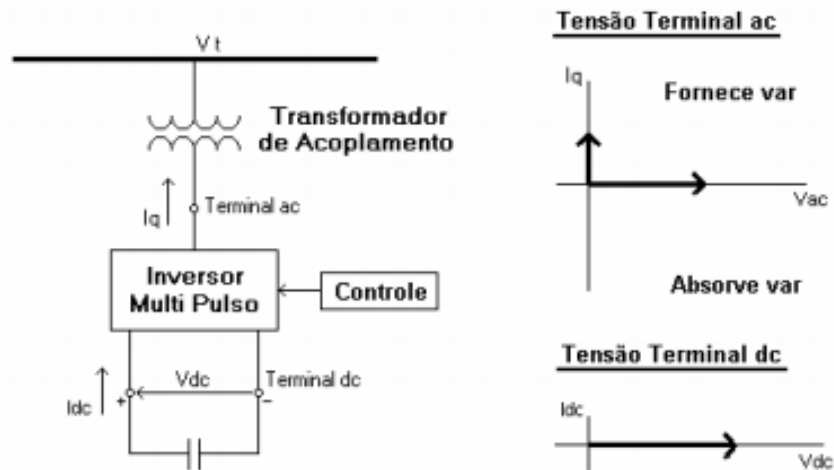 Vt
Transformador
de Acoplamento
Iq
Terminal ac
Inversor
Multi Pulso
Controle
Idc
+
Vdc
-
Terminal dc
Tensão Terminal ac
Iq
Fornece var
Vac
Absorve var
Tensão Terminal dc
Idc
Vdc